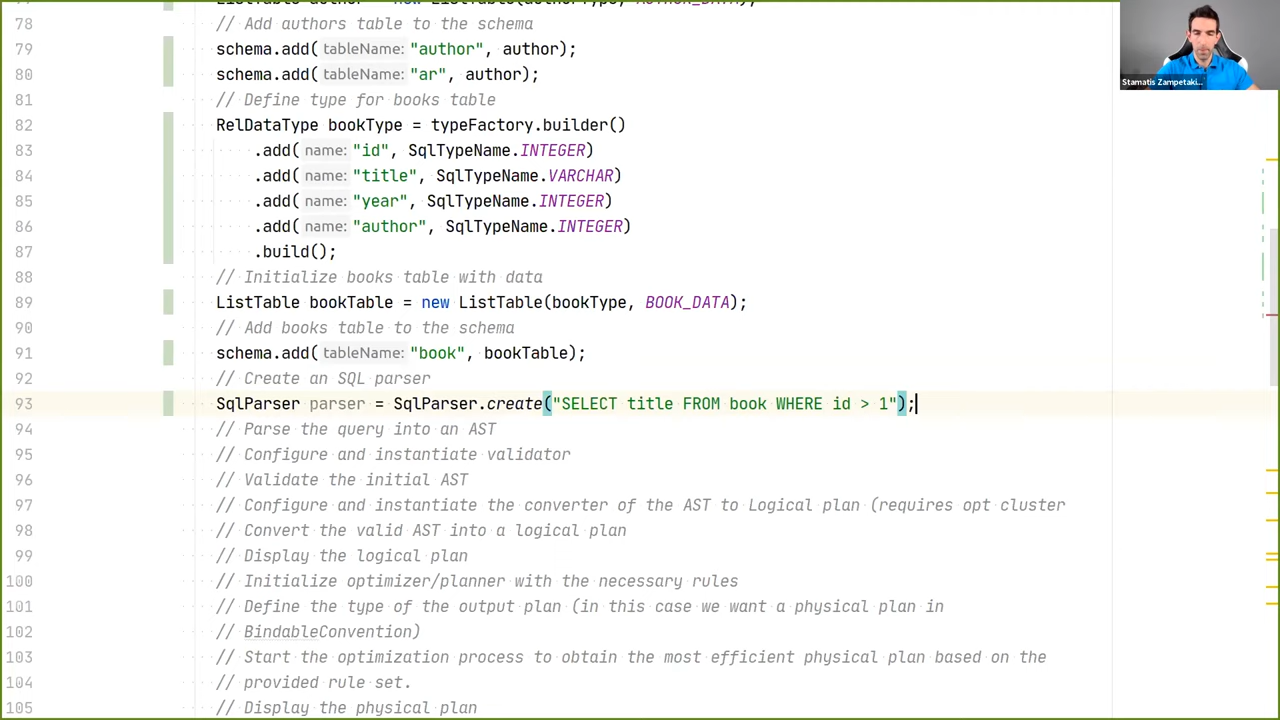 78 // Add authors table to the schema
79 schema.add( tableName: "author", author);
80 schema.add( tableName: "ar", author);
81 // Define type for books table
82 RelDataType bookType = typeFactory.builder()
83 .add( name: "id", SqlTypeName.INTEGER)
84 .add( name: "title", SqlTypeName.VARCHAR)
85 .add( name: "year", SqlTypeName.INTEGER)
86 .add( name: "author", SqlTypeName.INTEGER)
87 .build();
88 // Initialize books table with data
89 ListTable bookTable = new ListTable(bookType, BOOK_DATA);
90 // Add books table to the schema
91 schema.add( tableName: "book", bookTable);
92 // Create an SQL parser
93 SqlParser parser = SqlParser.create("SELECT title FROM book WHERE id > 1");
94 // Parse the query into an AST
95 // Configure and instantiate validator
96 // Validate the initial AST
97 // Configure and instantiate the converter of the AST to Logical plan (requires opt cluster
98 // Convert the valid AST into a logical plan
99 // Display the logical plan
100 // Initialize optimizer/planner with the necessary rules
101 // Define the type of the output plan (in this case we want a physical plan in
102 // BindableConvention)
103 // Start the optimization process to obtain the most efficient physical plan based on the
104 // provided rule set.
105 // Display the physical plan
Stamatis Zampetaki...